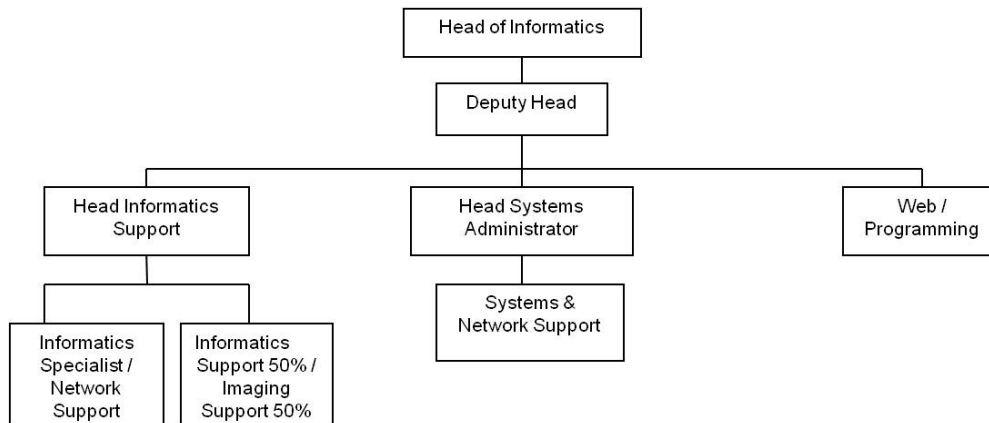 Head of Informatics
Deputy Head
Head Informatics
Support
Head Systems
Administrator
Web /
Programming
Systems &
Network Support
Informatics
Specialist /
Network
Support
Informatics
Support 50% /
Imaging
Support 50%